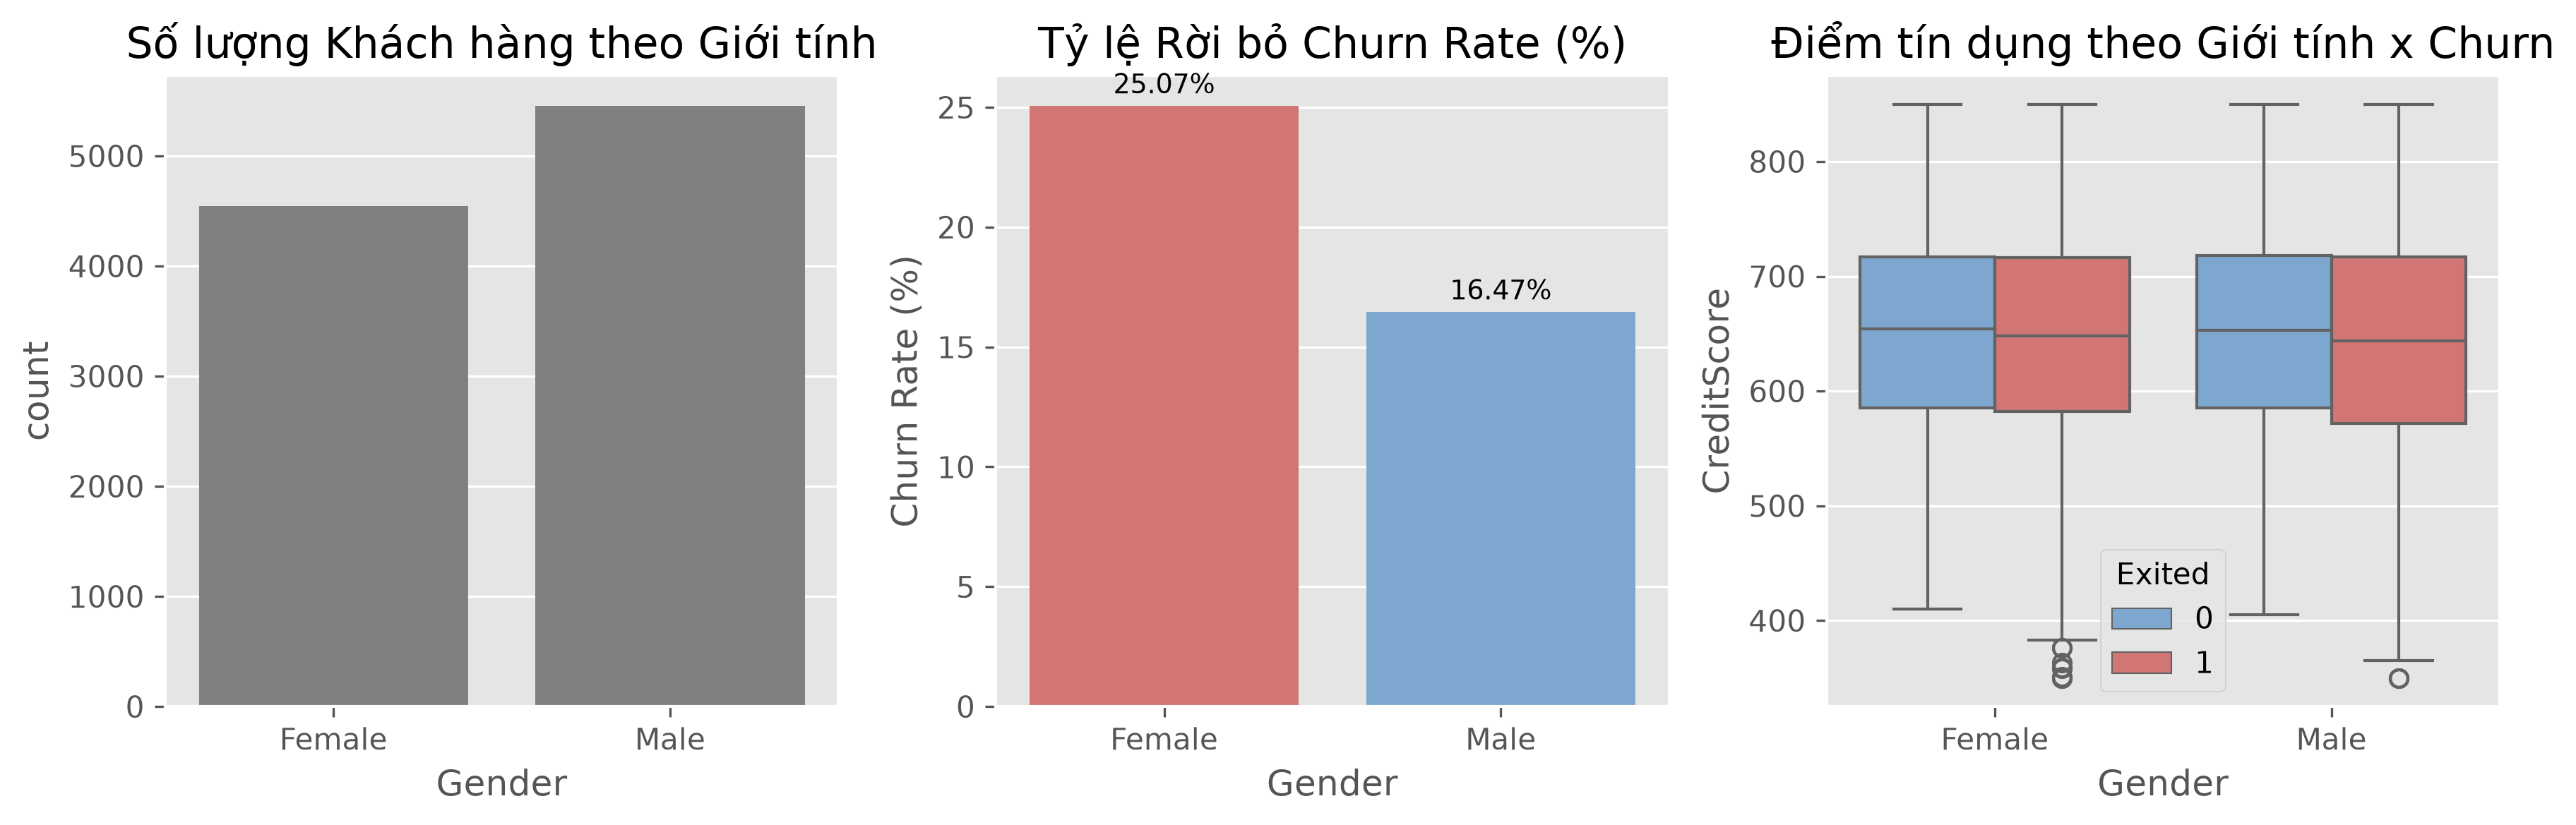 Số lượng Khách hàng theo Giới tính
count
5000
4000
3000
2000
1000
0
Female
Male
Gender
Tỷ lệ Rời bỏ Churn Rate (%)
Churn Rate (%)
25
20
15
10
5
0
25.07%
16.47%
Female
Male
Gender
Điểm tín dụng theo Giới tính x Churn
CreditScore
800
700
600
500
400
Exited
0
1
Female
Male
Gender